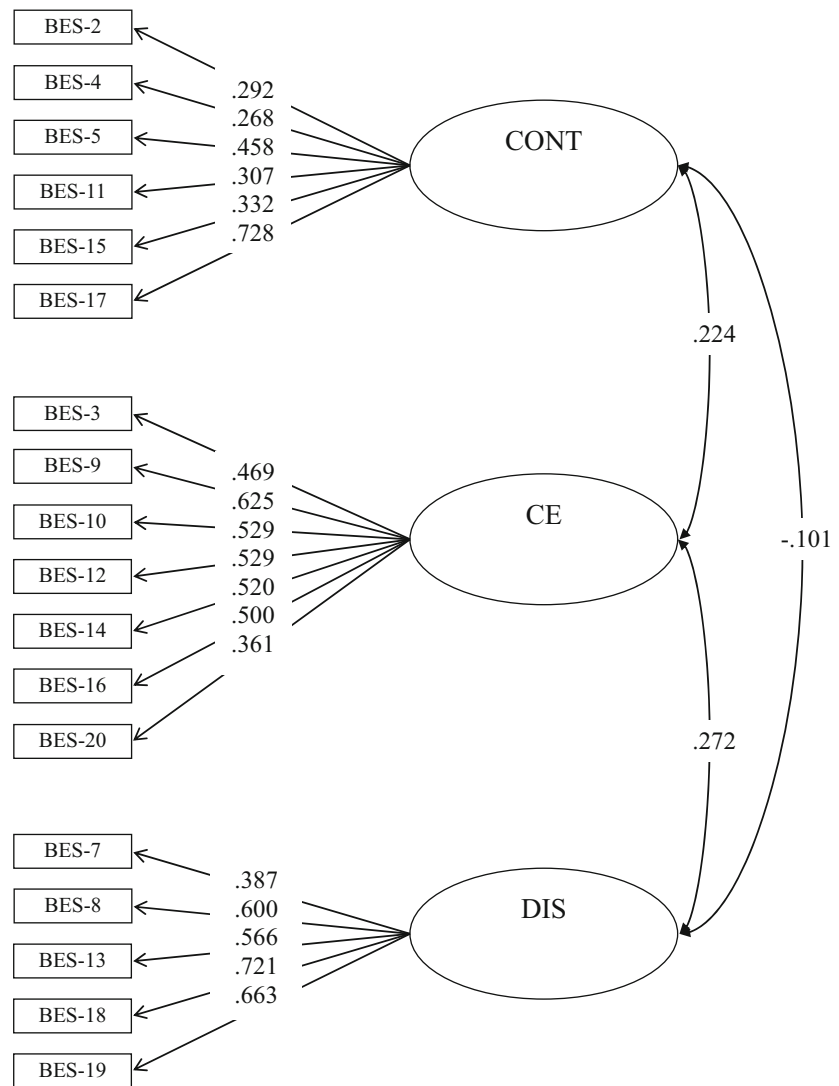 BES-2
BES-4
BES-5
BES-11
BES-15
BES-17
.292
.268
.458
.307
.332
.728
CONT
.224
BES-3
BES-9
BES-10
BES-12
BES-14
BES-16
BES-20
.469
.625
.529
.529
.520
.500
.361
CE
-.101
.272
BES-7
BES-8
BES-13
BES-18
BES-19
.387
.600
.566
.721
.663
DIS